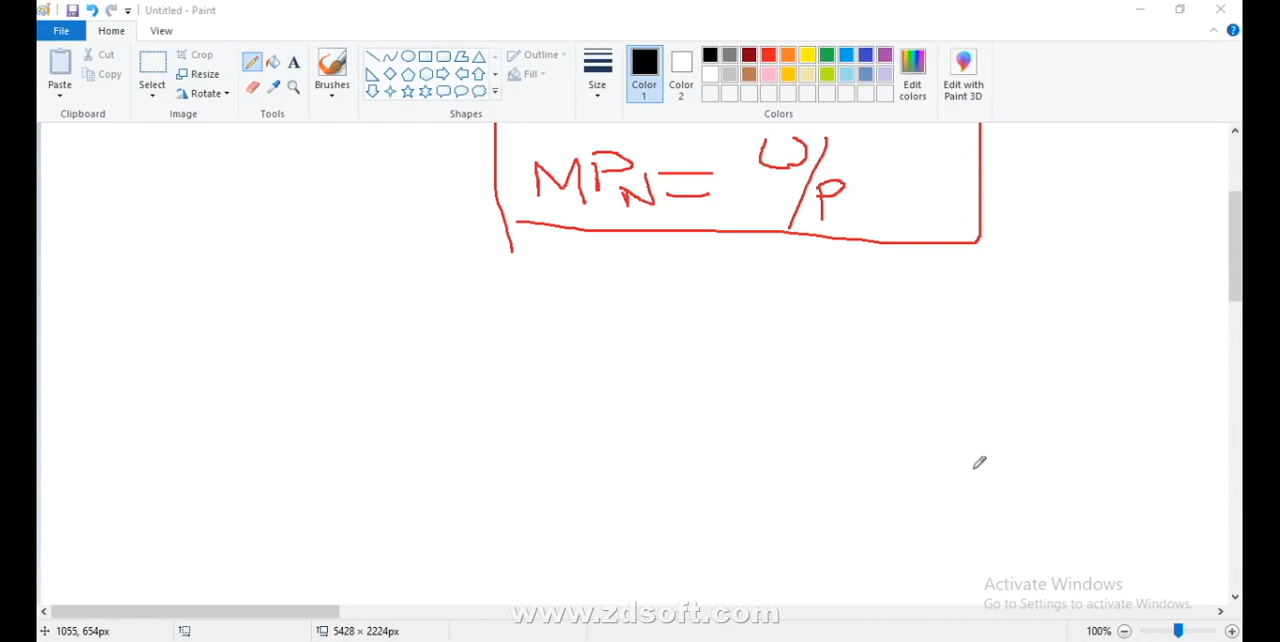 Untitled - Paint
File Home View
Paste
Cut
Copy
Clipboard
Select
Crop
Resize
Rotate
Image
A
Tools
Brushes
Outline
Fill
Shapes
Size
Color 1
Color 2
Edit colors
Colors
Edit with Paint 3D
MPN = W/P
Activate Windows
Go to Settings to activate Windows.
www.zdsoft.com
1055, 654px
5428 × 2224px
100%